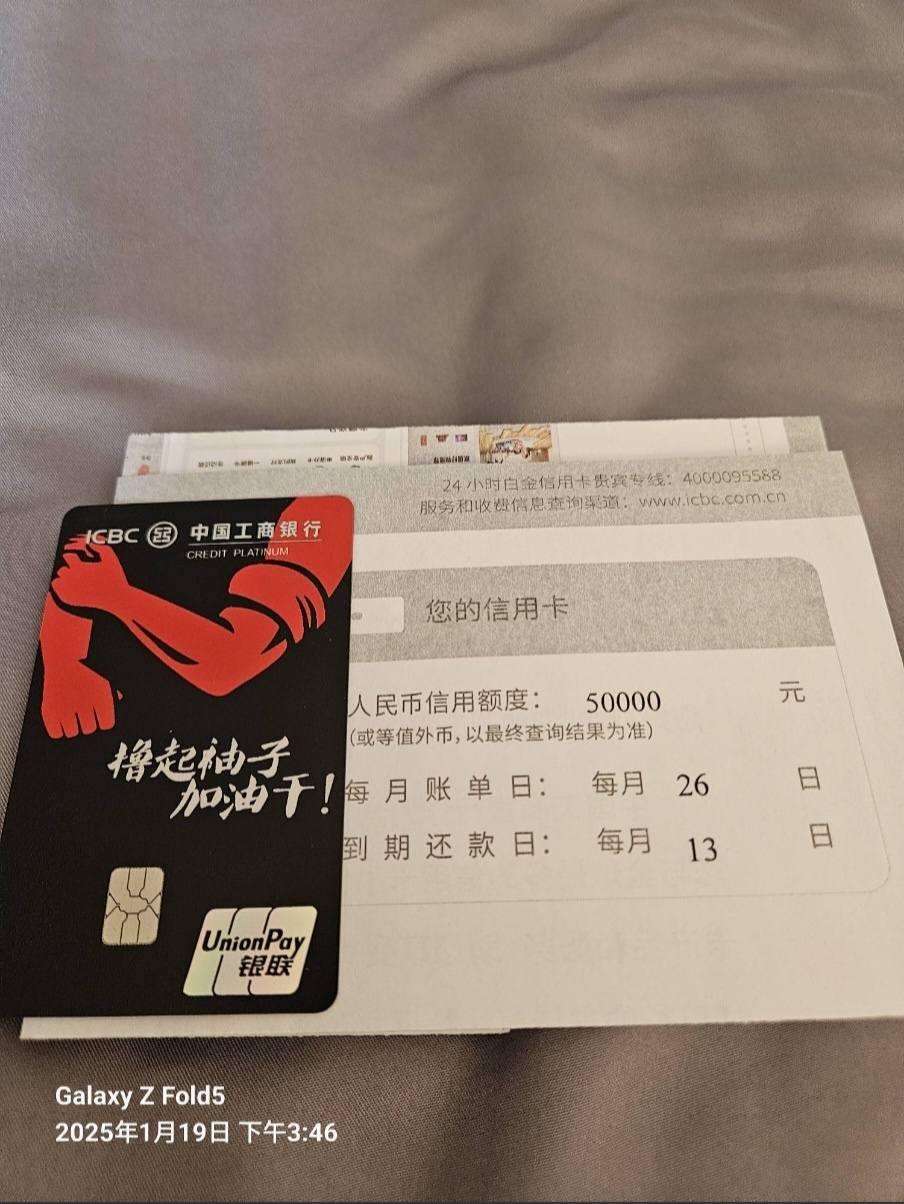 24 小时白金信用卡贵宾专线：4000095588
服务和收费信息查询渠道：www.icbc.com.cn
ICBC 中国工商银行
CREDIT PLATINUM
您的信用卡
人民币信用额度： 50000 元
（或等值外币，以最终查询结果为准）
每月账单日： 每月 26 日
到期还款日： 每月 13 日
撸起袖子
加油干！
UnionPay
银联
Galaxy Z Fold5
2025年1月19日 下午3:46